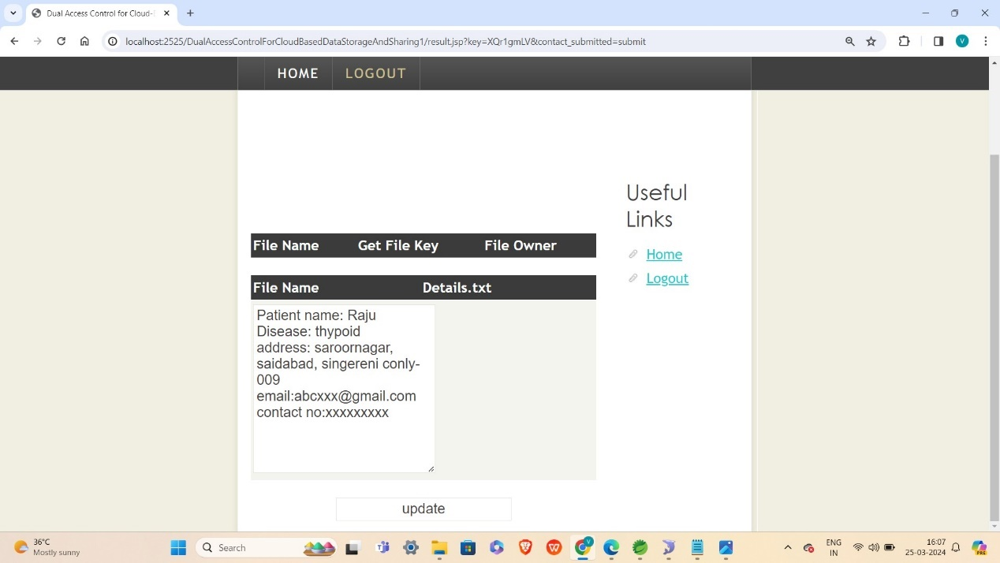 Dual Access Control for Cloud-
localhost:2525/DualAccessControlForCloudBasedDataStorageAndSharing1/result.jsp?key=XQr1gmLV&contact_submitted=submit
V
HOME LOGOUT
Useful
Links
Home
Logout
File Name Get File Key File Owner
File Name Details.txt
Patient name: Raju
Disease: thypoid
address: saroornagar,
saidabad, singereni conly-
009
email:abcxxx@gmail.com
contact no:xxxxxxxxx
update
36°C
Mostly sunny
Search
ENG
IN
16:07
25-03-2024
PRE